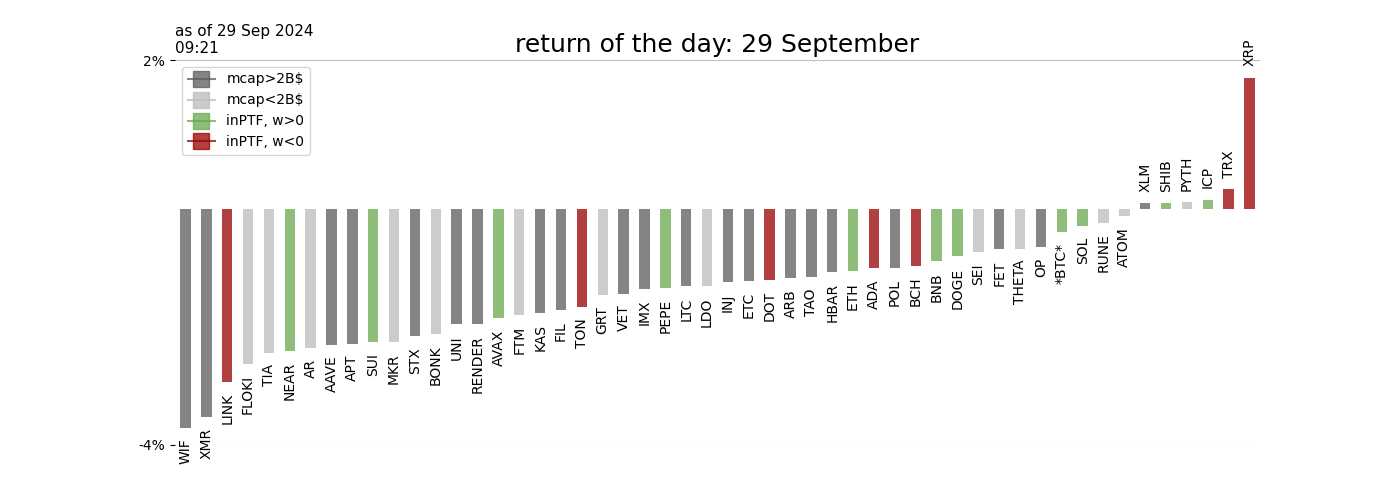 as of 29 Sep 2024
09:21
return of the day: 29 September
2%
mcap>2B$
mcap<2B$
inPTF, w>0
inPTF, w<0
-4%
WIF
XMR
LINK
FLOKI
TIA
NEAR
AR
AAVE
APT
SUI
MKR
STX
BONK
UNI
RENDER
AVAX
FTM
KAS
FIL
TON
GRT
VET
IMX
PEPE
LTC
LDO
INJ
ETC
DOT
ARB
TAO
HBAR
ETH
ADA
POL
BCH
BNB
DOGE
SEI
FET
THETA
OP
*BTC*
SOL
RUNE
ATOM
XLM
SHIB
PYTH
ICP
TRX
XRP